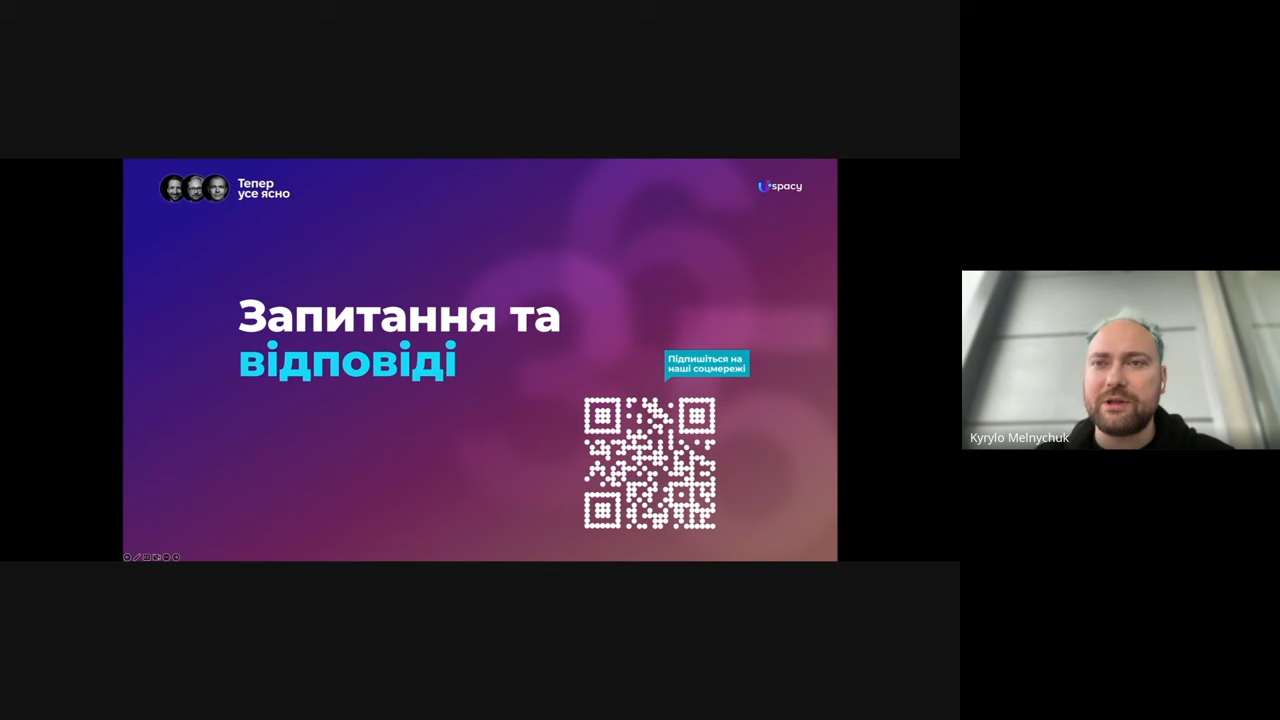 Тепер
усе ясно
spacy
Запитання та
відповіді
Підпишіться на
наші соцмережі
Kyrylo Melnychuk